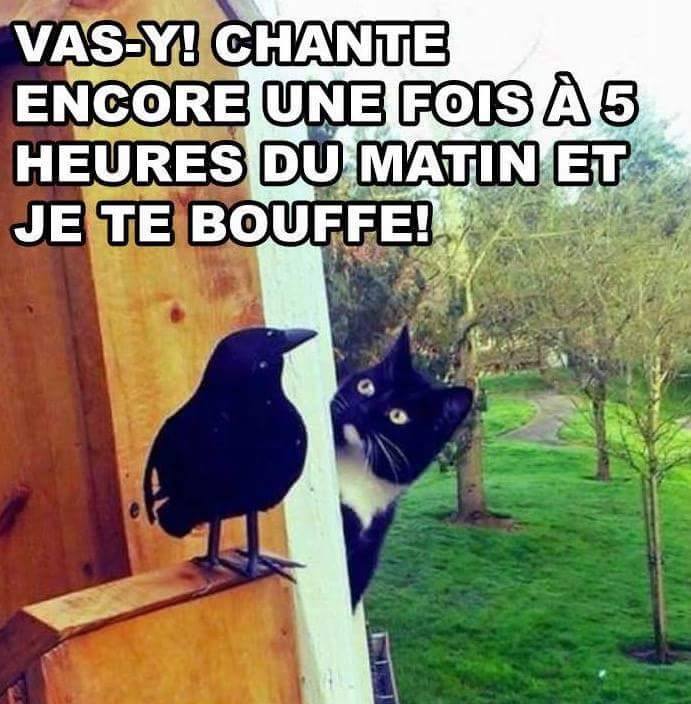 VAS-Y! CHANTE
ENCORE UNE FOIS À 5
HEURES DU MATIN ET
JE TE BOUFFE!